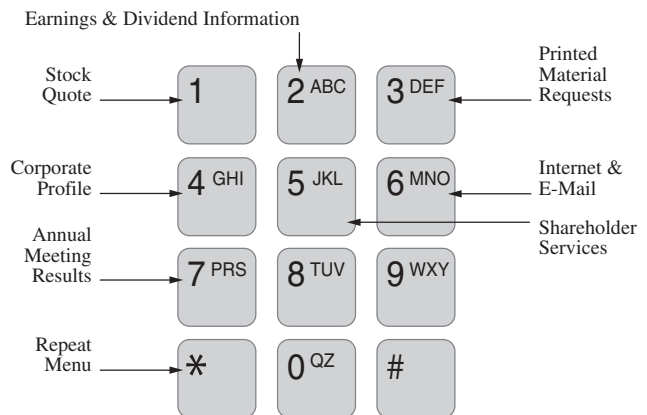 Earnings & Dividend Information
Stock
Quote
1
2 ABC
3 DEF
Printed
Material
Requests
Corporate
Profile
4 GHI
5 JKL
6 MNO
Internet &
E-Mail
Shareholder
Services
Annual
Meeting
Results
7 PRS
8 TUV
9 WXY
Repeat
Menu
*
0 QZ
#